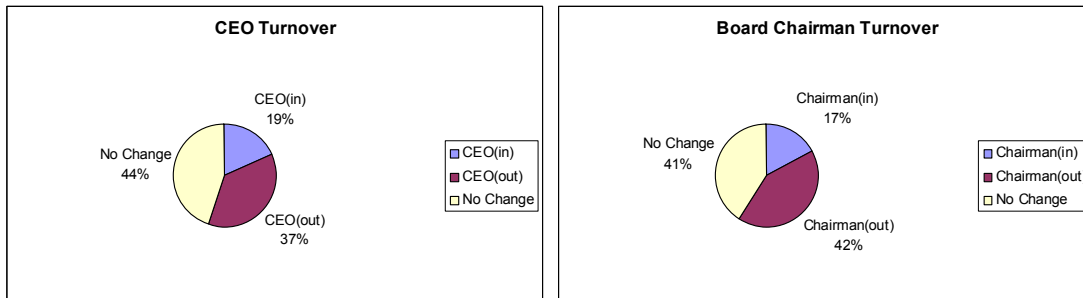 CEO Turnover
CEO(in)
19%
No Change
44%
CEO(out)
37%
CEO(in)
CEO(out)
No Change
Board Chairman Turnover
Chairman(in)
17%
No Change
41%
Chairman(out)
42%
Chairman(in)
Chairman(out
No Change